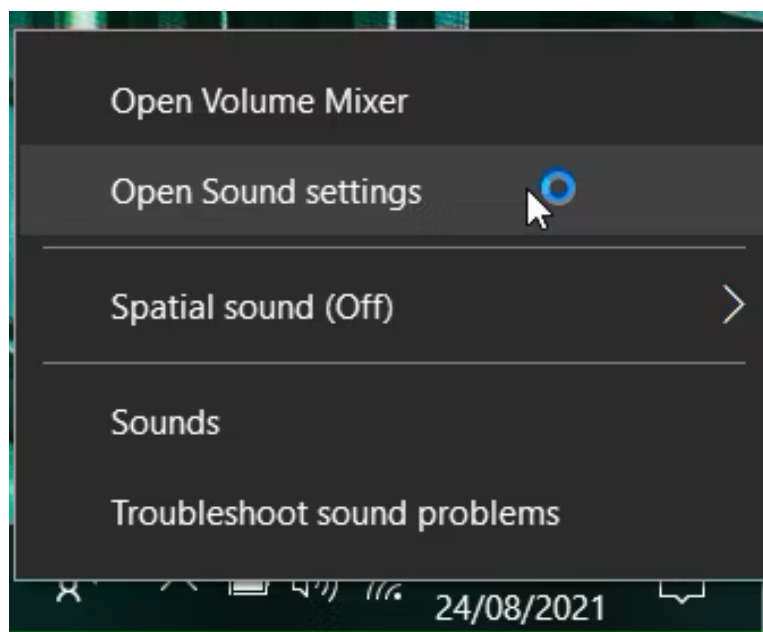 Open Volume Mixer
Open Sound settings
Spatial sound (Off)
Sounds
Troubleshoot sound problems
24/08/2021